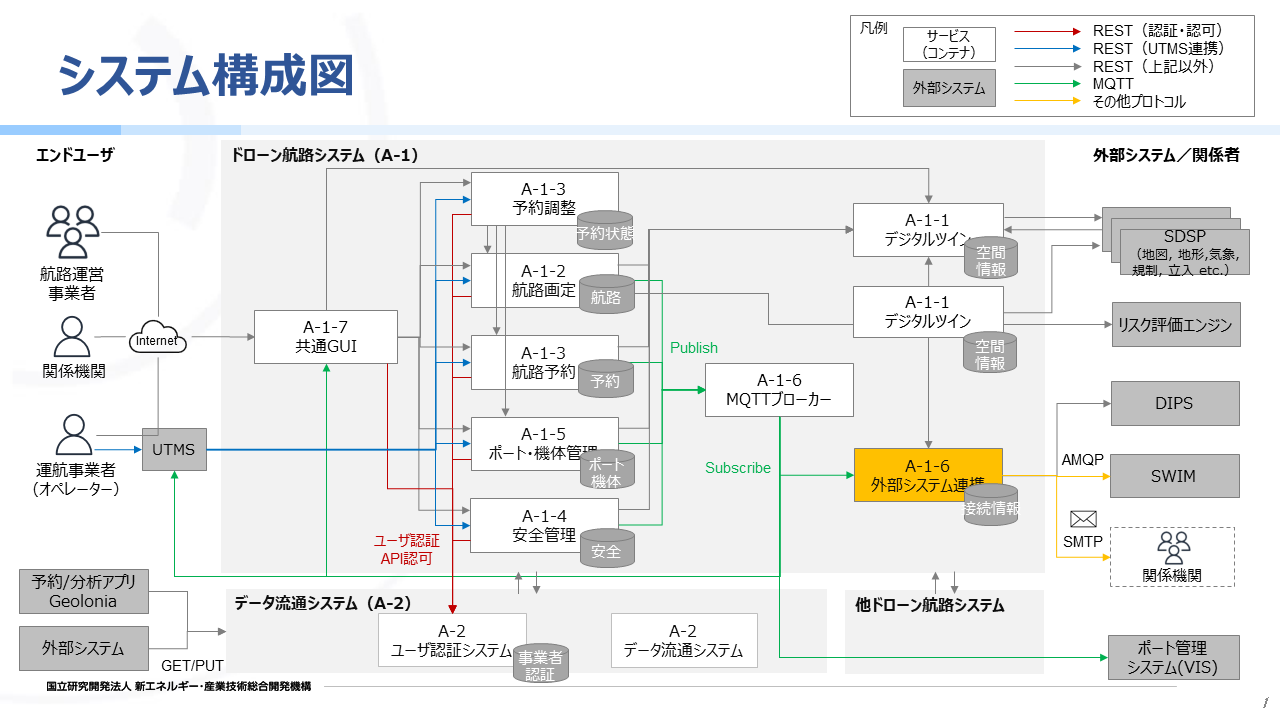 システム構成図
凡例
サービス
(コンテナ)
外部システム
REST（認証・認可）
REST（UTMS連携）
REST（上記以外）
MQTT
その他プロトコル
エンドユーザ
ドローン航路システム（A-1）
外部システム／関係者
航路運営
事業者
関係機関
Internet
運航事業者
（オペレーター）
UTMS
A-1-7
共通GUI
A-1-3
予約調整
予約状態
A-1-2
航路画定
航路
A-1-3
航路予約
予約
A-1-5
ポート・機体管理
ポート
機体
A-1-4
安全管理
安全
ユーザ認証
API認可
Publish
Subscribe
A-1-6
MQTTブローカー
A-1-1
デジタルツイン
空間
情報
A-1-1
デジタルツイン
空間
情報
A-1-6
外部システム連携
接続情報
SDSP
（地図, 地形,気象,
規制, 立入 etc.）
リスク評価エンジン
DIPS
AMQP
SWIM
SMTP
関係機関
予約/分析アプリ
Geolonia
外部システム
GET/PUT
データ流通システム（A-2）
A-2
ユーザ認証システム
事業者
認証
A-2
データ流通システム
他ドローン航路システム
ポート管理
システム(VIS)
国立研究開発法人 新エネルギー・産業技術総合開発機構
1